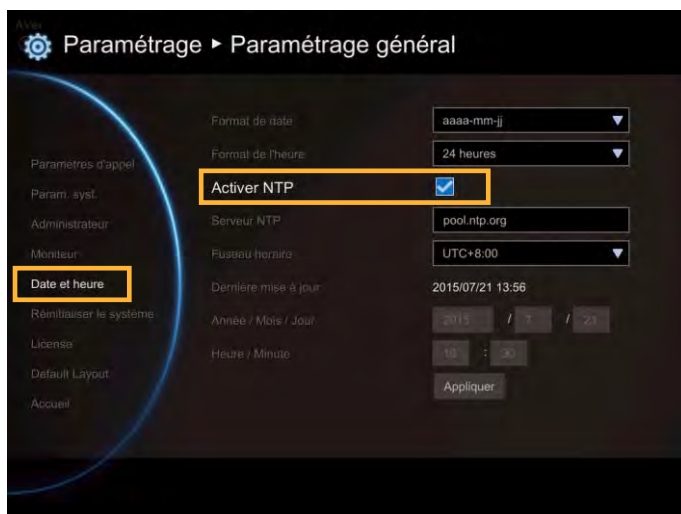 AVer
Paramétrage ▸ Paramétrage général
Format de date
aaaa-mm-jj
Format de l'heure
24 heures
Activer NTP
Serveur NTP
pool.ntp.org
Fuseau horaire
UTC+8:00
Dernière mise à jour
2015/07/21 13:56
Année / Mois / Jour
2015 / 7 / 21
Heure / Minute
:
Appliquer
Paramètres d'appel
Param. syst.
Administrateur
Moniteur
Date et heure
Réinitialiser le système
License
Default Layout
Accueil